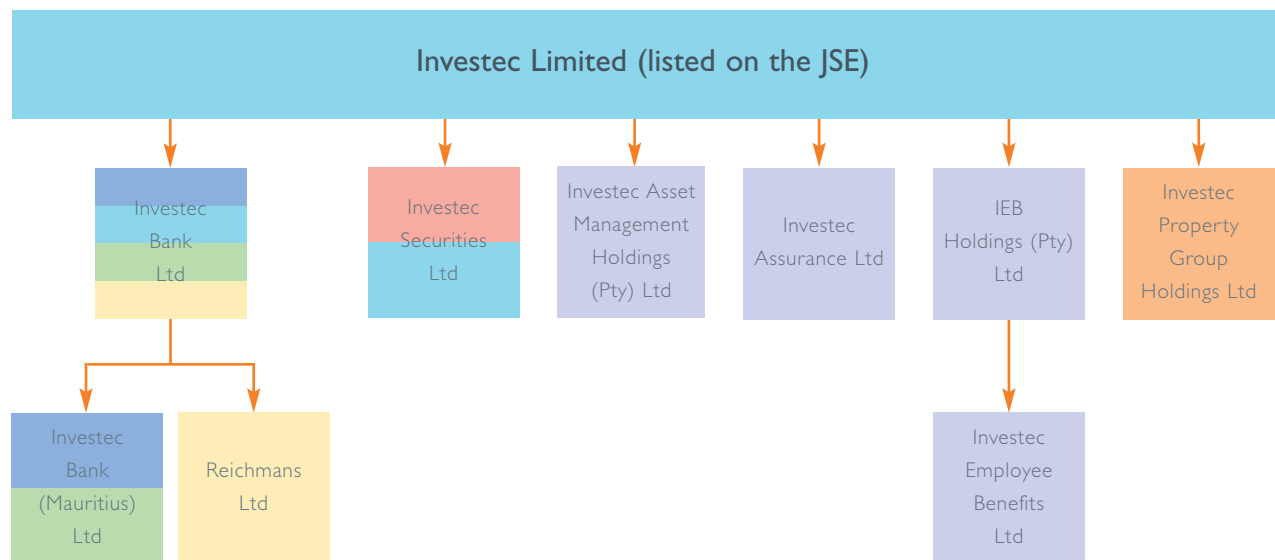 Investec Limited (listed on the JSE)
Investec
Bank
Ltd
Investec
Securities
Ltd
Investec Asset
Management
Holdings
(Pty) Ltd
Investec
Assurance Ltd
IEB
Holdings (Pty)
Ltd
Investec
Property
Group
Holdings Ltd
Investec
Bank
(Mauritius)
Ltd
Reichmans
Ltd
Investec
Employee
Benefits
Ltd